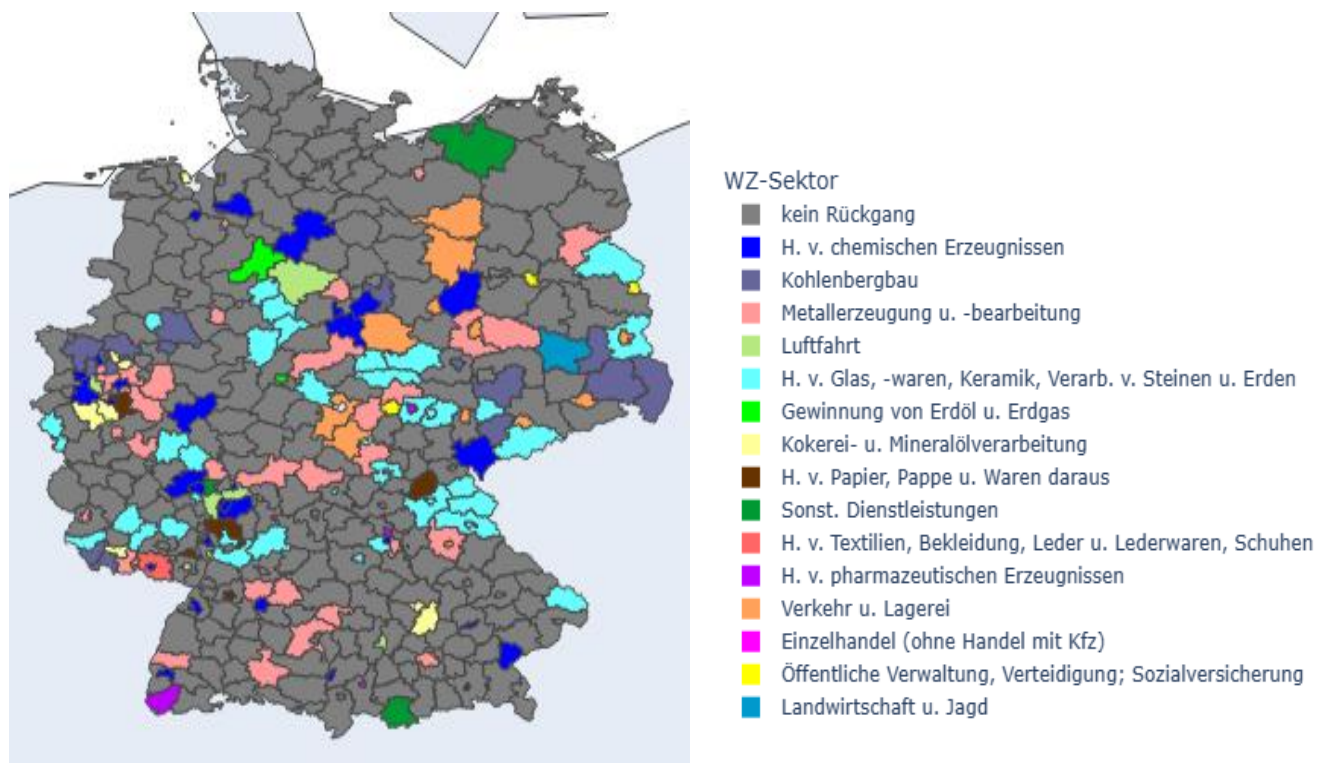 WZ-Sektor
kein Rückgang
H. v. chemischen Erzeugnissen
Kohlenbergbau
Metallerzeugung u. -bearbeitung
Luftfahrt
H. v. Glas, -waren, Keramik, Verarb. v. Steinen u. Erden
Gewinnung von Erdöl u. Erdgas
Kokerei- u. Mineralölverarbeitung
H. v. Papier, Pappe u. Waren daraus
Sonst. Dienstleistungen
H. v. Textilien, Bekleidung, Leder u. Lederwaren, Schuhen
H. v. pharmazeutischen Erzeugnissen
Verkehr u. Lagerei
Einzelhandel (ohne Handel mit Kfz)
Öffentliche Verwaltung, Verteidigung; Sozialversicherung
Landwirtschaft u. Jagd